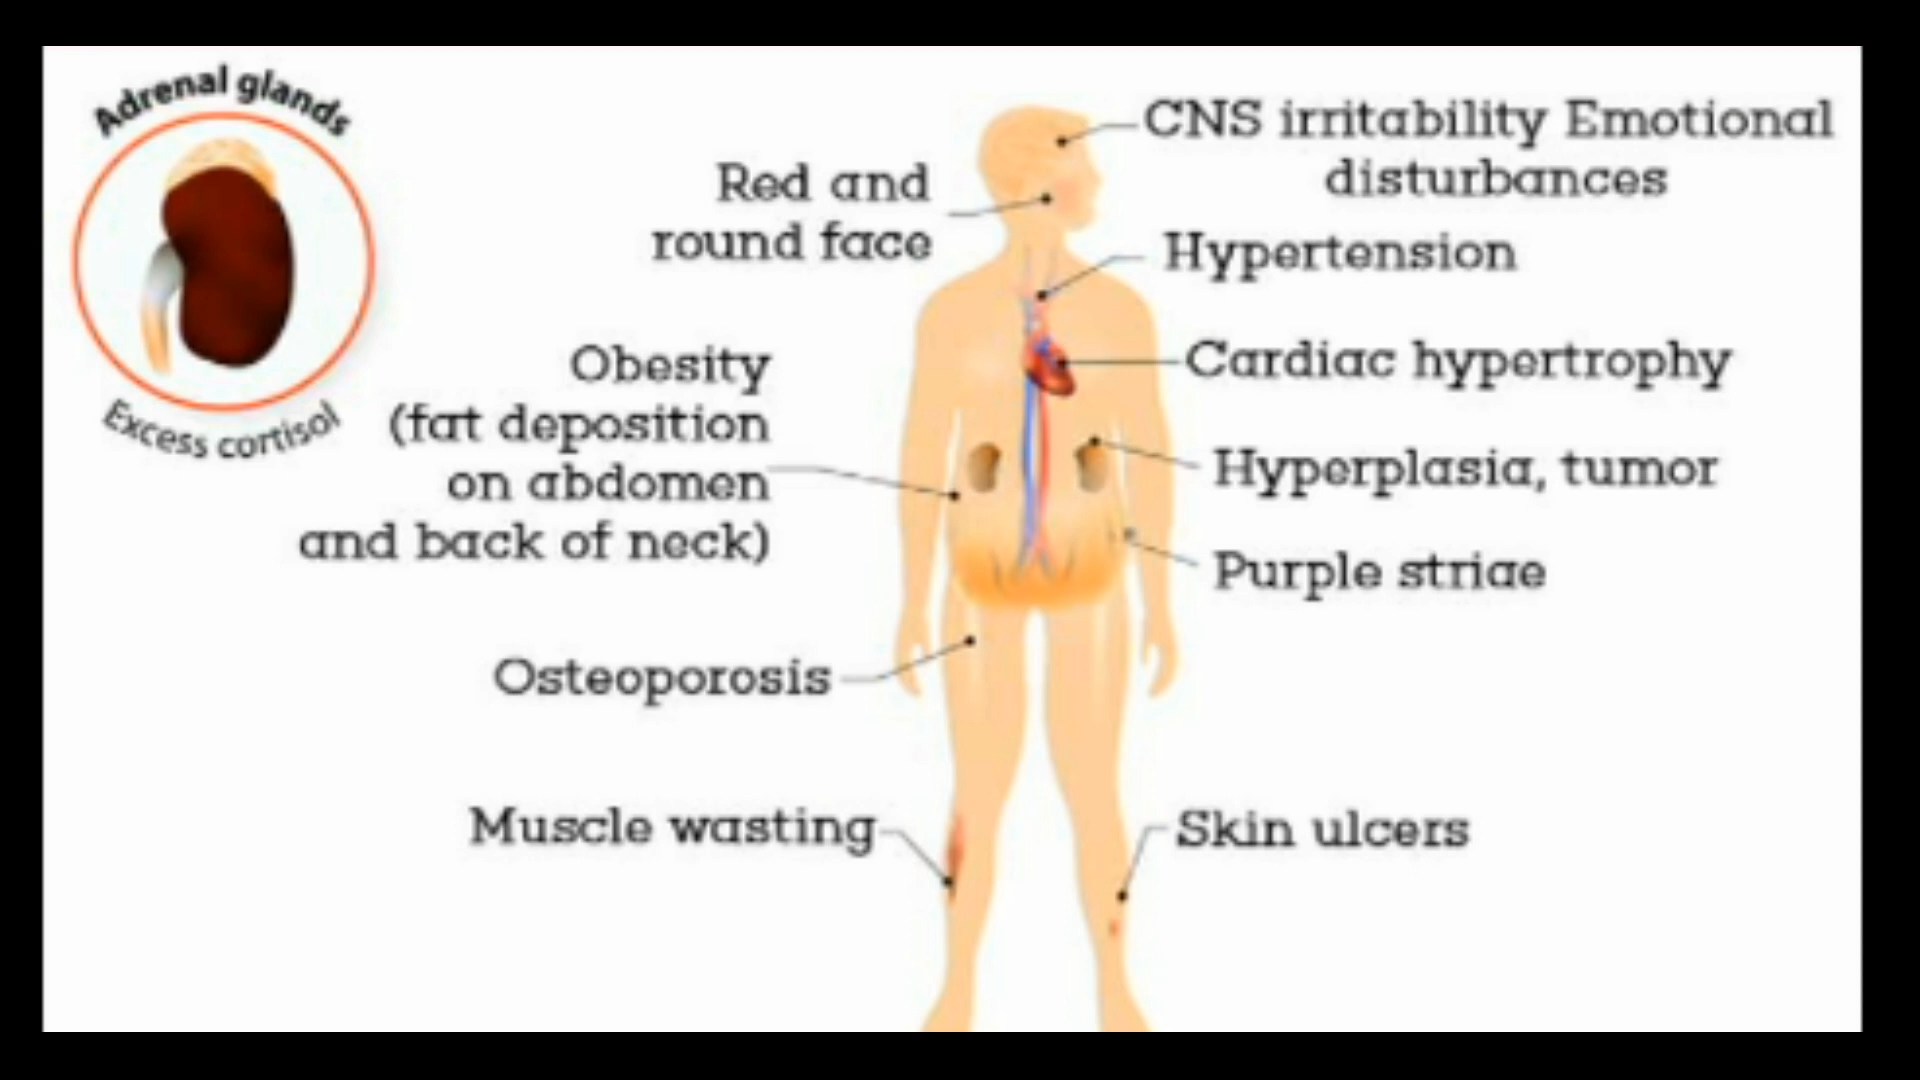 Adrenal glands
Excess cortisol
CNS irritability Emotional
disturbances
Red and
round face
Hypertension
Obesity
(fat deposition
on abdomen
and back of neck)
Cardiac hypertrophy
Hyperplasia, tumor
Purple striae
Osteoporosis
Muscle wasting
Skin ulcers